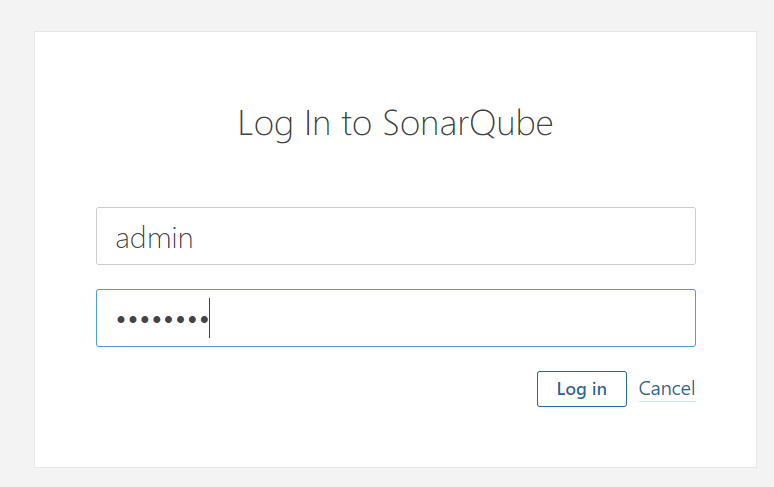 Log In to SonarQube
admin
••••••••
Log in Cancel